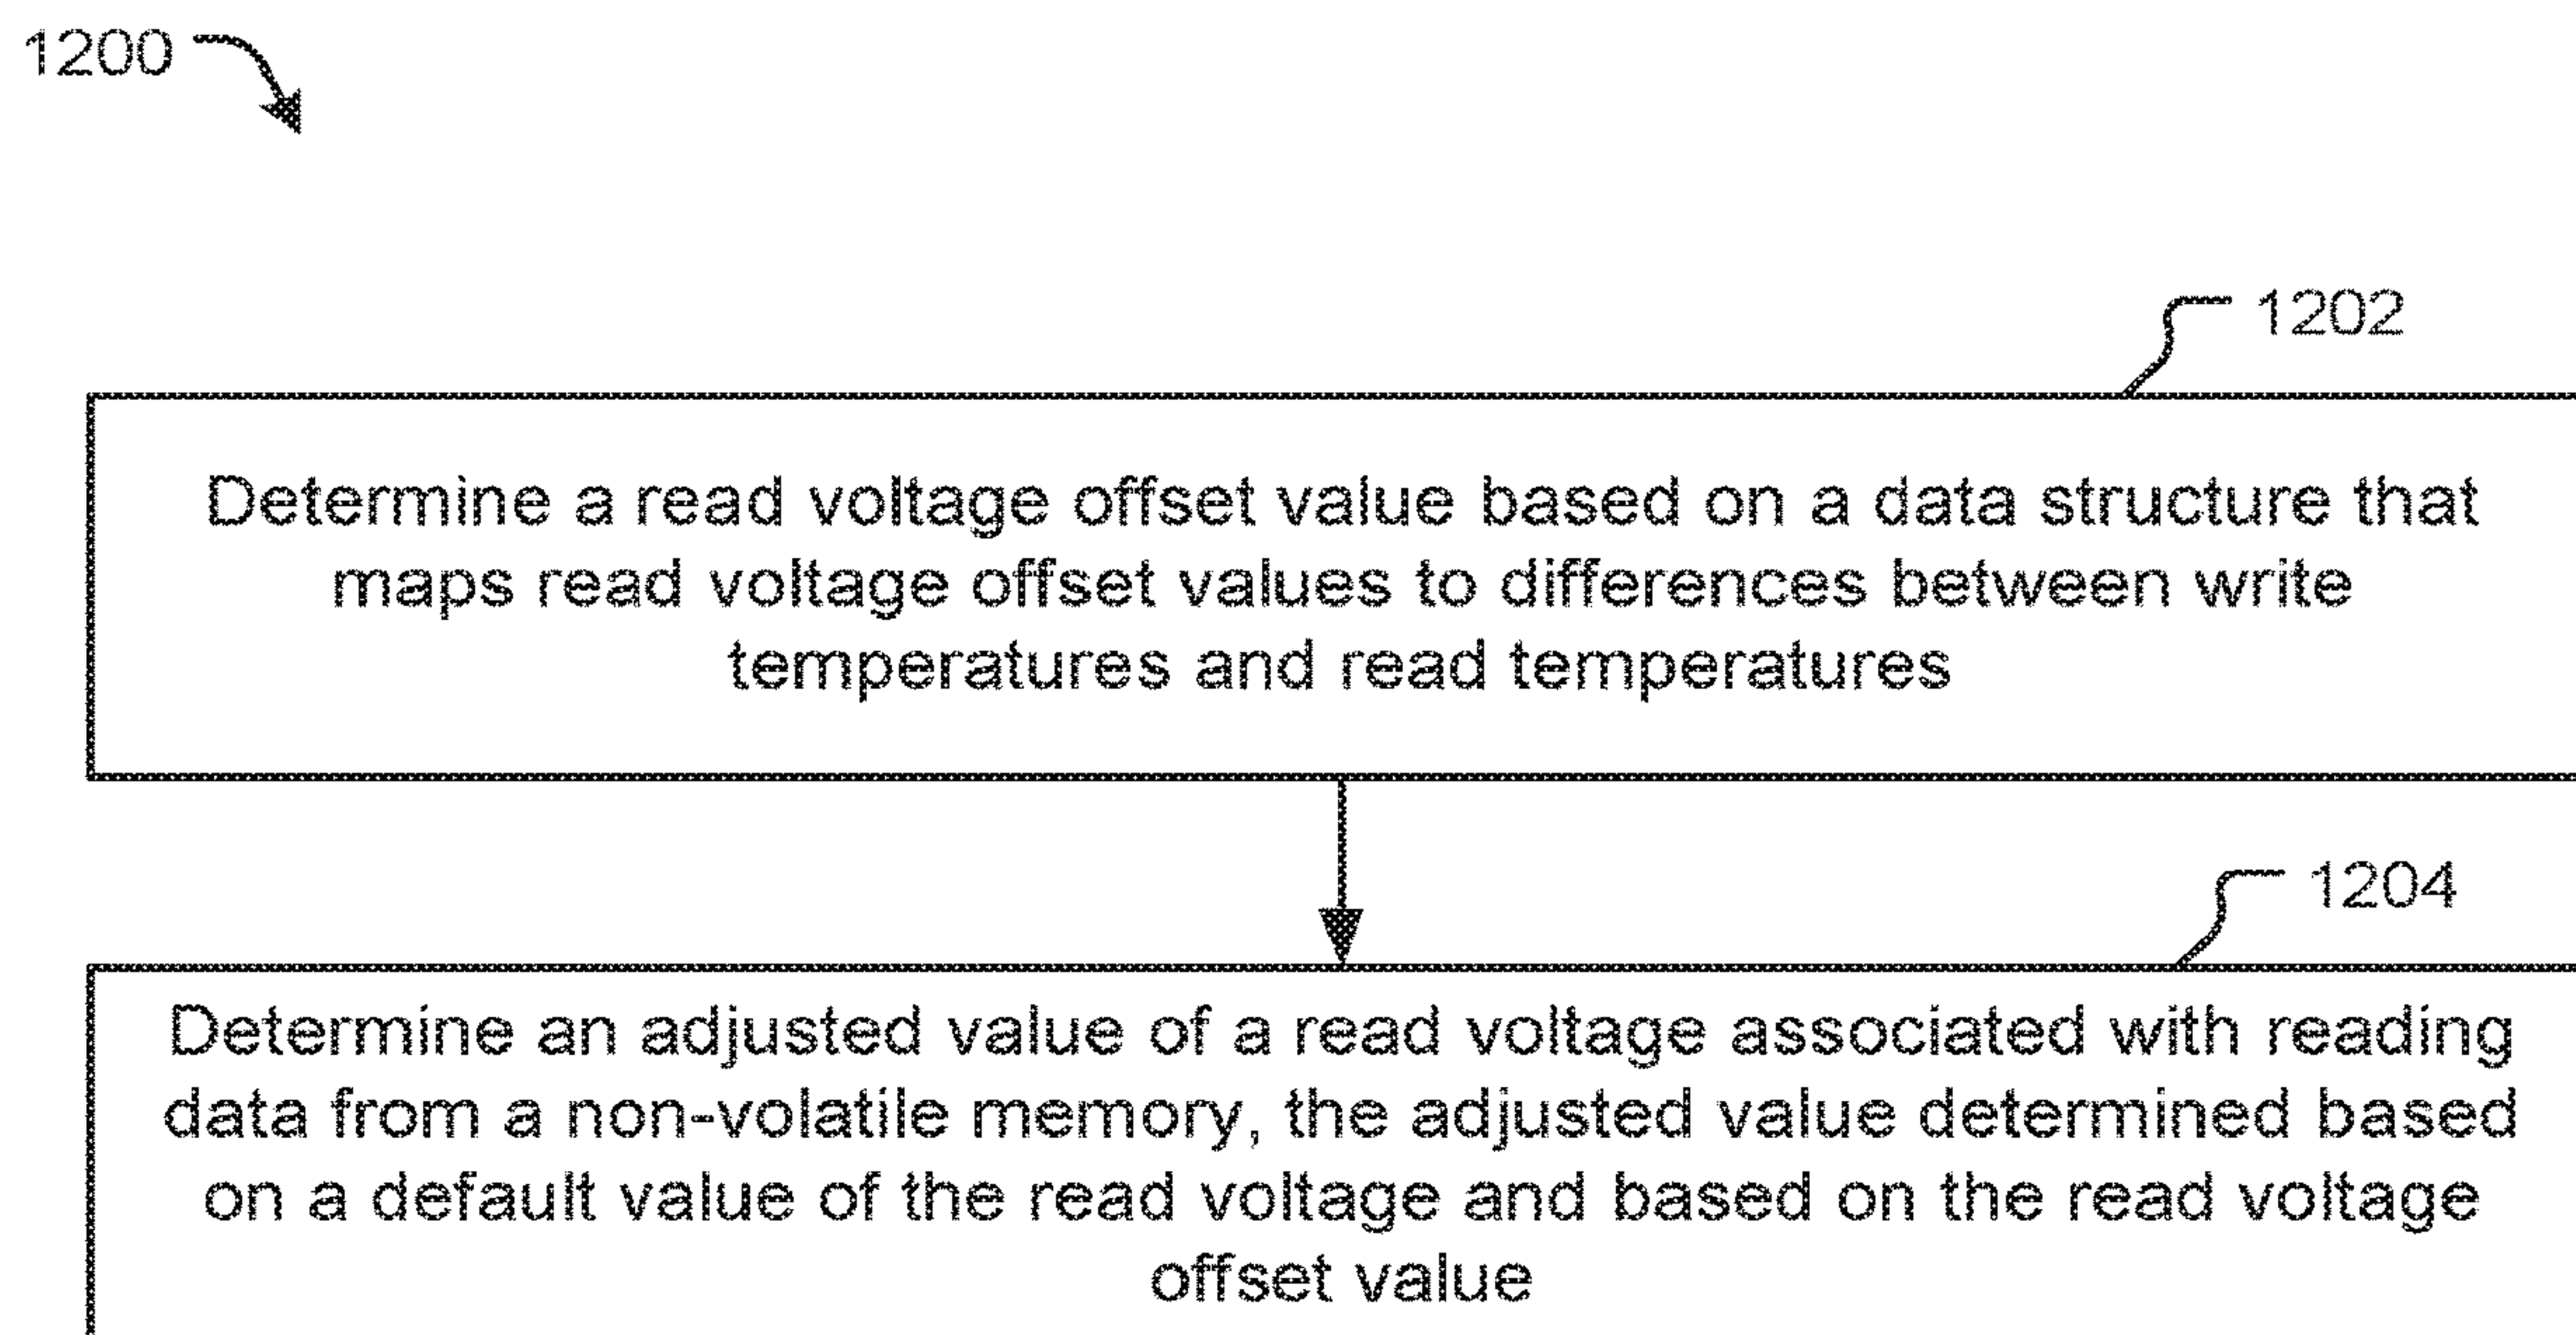 1200
1202
Determine a read voltage offset value based on a data structure that
maps read voltage offset values to differences between write
temperatures and read temperatures
1204
Determine an adjusted value of a read voltage associated with reading
data from a non-volatile memory, the adjusted value determined based
on a default value of the read voltage and based on the read voltage
offset value